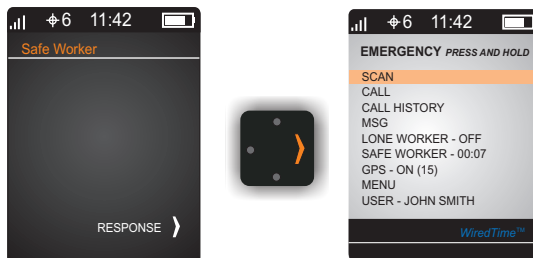 6 11:42
Safe Worker
RESPONSE
6 11:42
EMERGENCY PRESS AND HOLD
SCAN
CALL
CALL HISTORY
MSG
LONE WORKER - OFF
SAFE WORKER - 00:07
GPS - ON (15)
MENU
USER - JOHN SMITH
WiredTime™